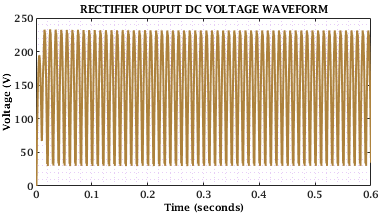 RECTIFIER OUPUT DC VOLTAGE WAVEFORM
250
200
150
100
50
0
Voltage (V)
0 0.1 0.2 0.3 0.4 0.5 0.6
Time (seconds)